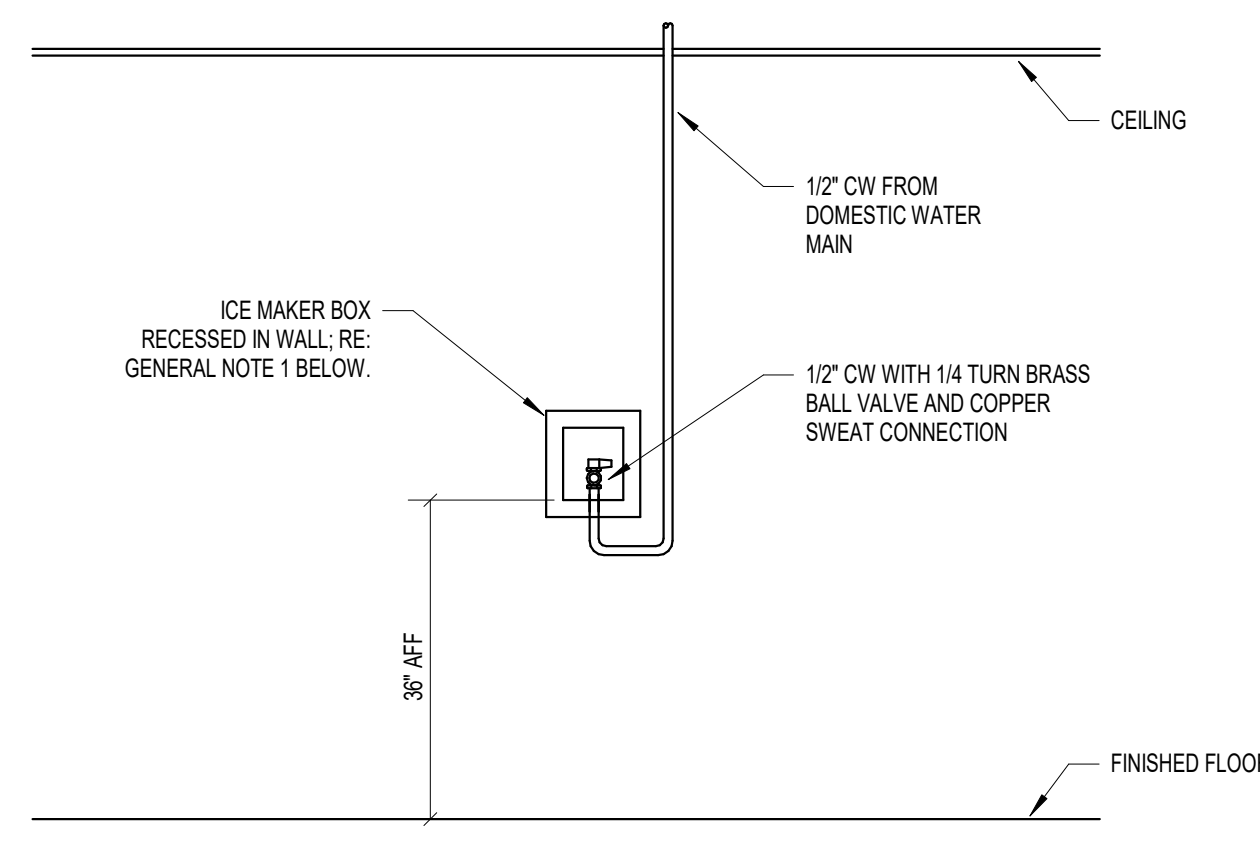 CEILING
1/2" CW FROM
DOMESTIC WATER
MAIN
ICE MAKER BOX
RECESSED IN WALL; RE:
GENERAL NOTE 1 BELOW.
1/2" CW WITH 1/4 TURN BRASS
BALL VALVE AND COPPER
SWEAT CONNECTION
36" AFF
FINISHED FLOO